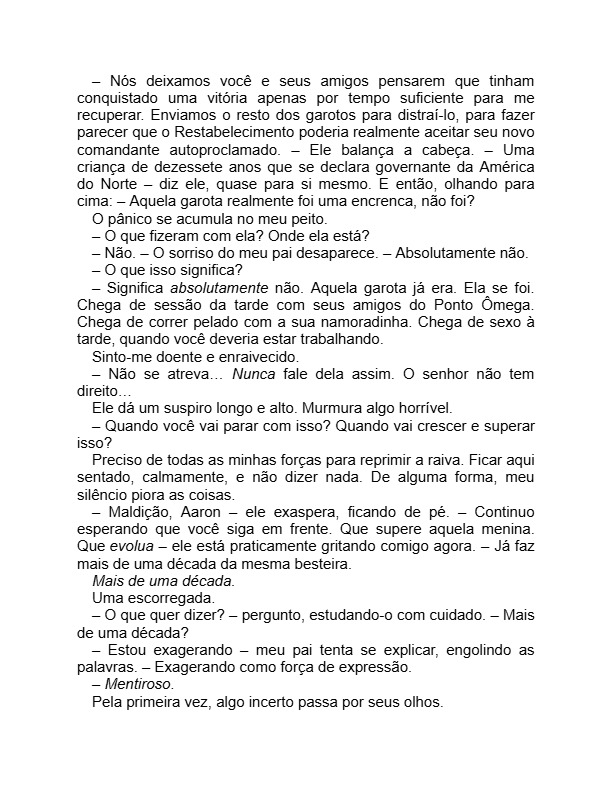 – Nós deixamos você e seus amigos pensarem que tinham
conquistado uma vitória apenas por tempo suficiente para me
recuperar. Enviamos o resto dos garotos para distraí-lo, para fazer
parecer que o Restabelecimento poderia realmente aceitar seu novo
comandante autoproclamado. – Ele balança a cabeça. – Uma
criança de dezessete anos que se declara governante da América
do Norte – diz ele, quase para si mesmo. E então, olhando para
cima: – Aquela garota realmente foi uma encrenca, não foi?
O pânico se acumula no meu peito.
– O que fizeram com ela? Onde ela está?
– Não. – O sorriso do meu pai desaparece. – Absolutamente não.
– O que isso significa?
– Significa absolutamente não. Aquela garota já era. Ela se foi.
Chega de sessão da tarde com seus amigos do Ponto Ômega.
Chega de correr pelado com a sua namoradinha. Chega de sexo à
tarde, quando você deveria estar trabalhando.
Sinto-me doente e enraivecido.
– Não se atreva… Nunca fale dela assim. O senhor não tem
direito…
Ele dá um suspiro longo e alto. Murmura algo horrível.
– Quando você vai parar com isso? Quando vai crescer e superar
isso?
Preciso de todas as minhas forças para reprimir a raiva. Ficar aqui
sentado, calmamente, e não dizer nada. De alguma forma, meu
silêncio piora as coisas.
– Maldição, Aaron – ele exaspera, ficando de pé. – Continuo
esperando que você siga em frente. Que supere aquela menina.
Que evolua – ele está praticamente gritando comigo agora. – Já faz
mais de uma década da mesma besteira.
Mais de uma década.
Uma escorregada.
– O que quer dizer? – pergunto, estudando-o com cuidado. – Mais
de uma década?
– Estou exagerando – meu pai tenta se explicar, engolindo as
palavras. – Exagerando como força de expressão.
– Mentiroso.
Pela primeira vez, algo incerto passa por seus olhos.